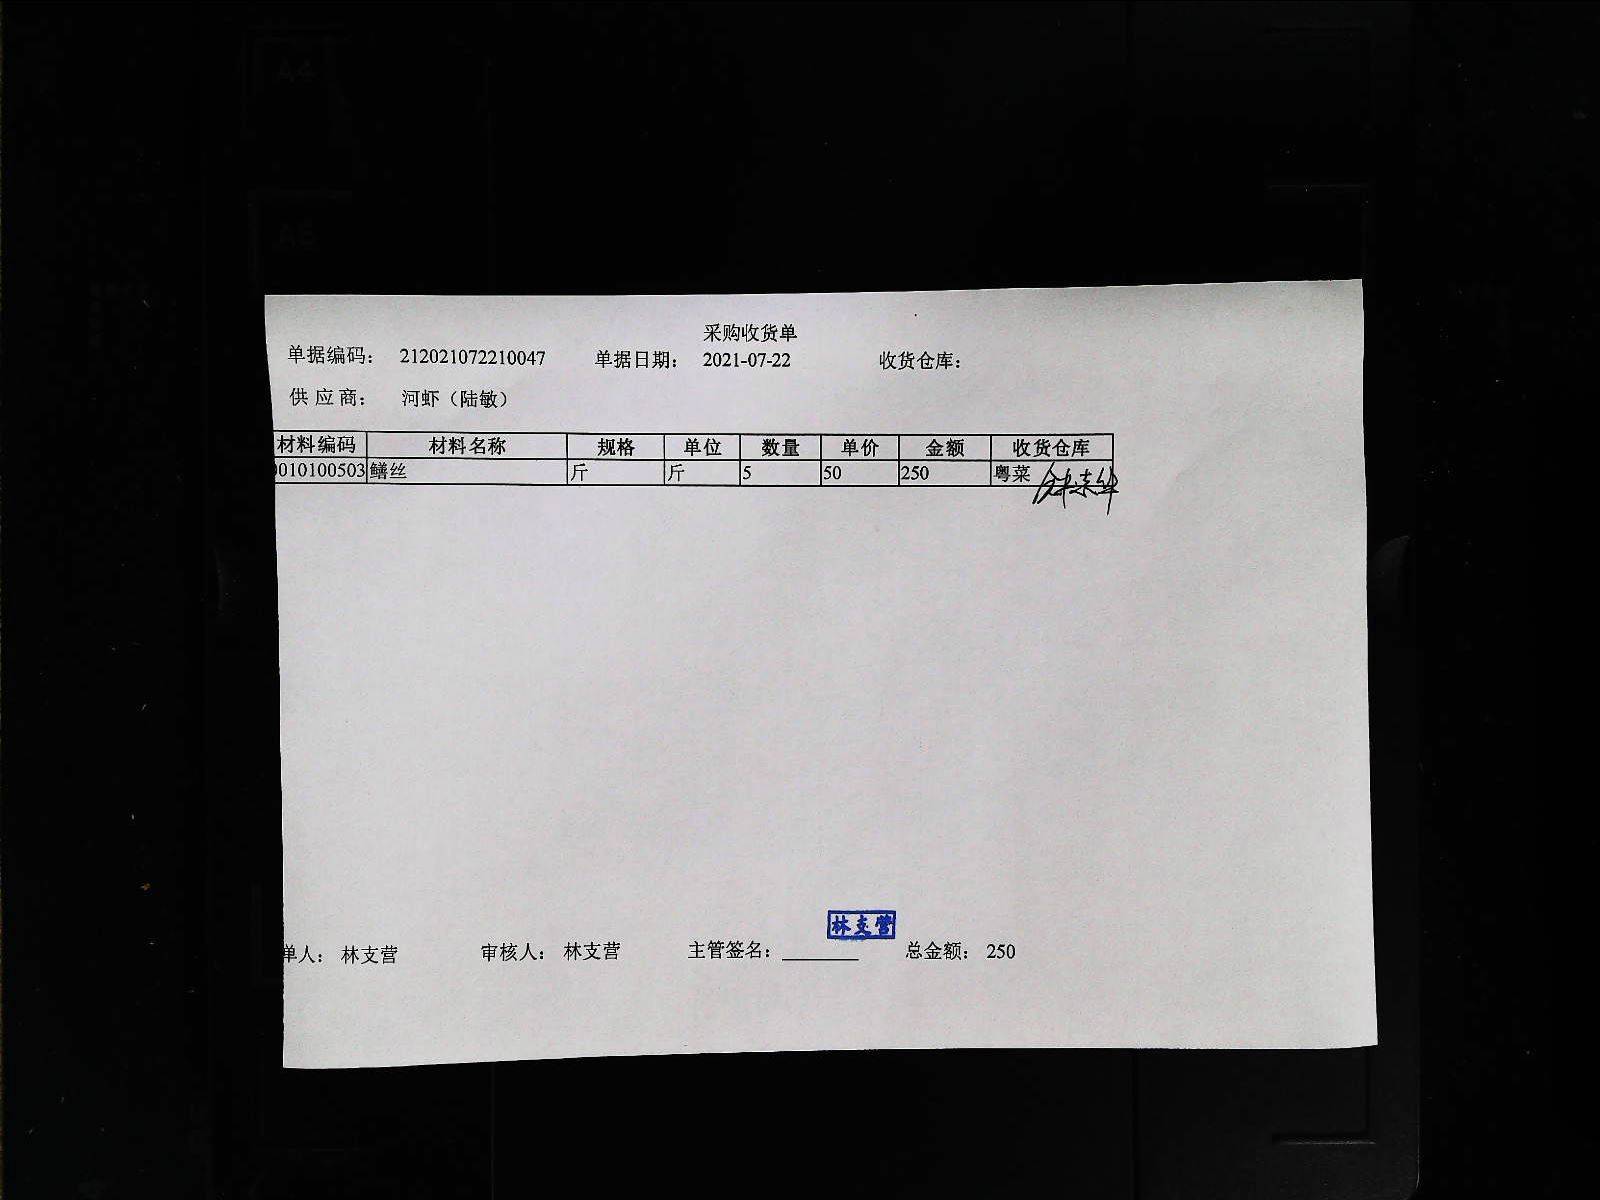 A4
A5
采购收货单
单据编码： 212021072210047 单据日期： 2021-07-22 收货仓库：
供应商： 河虾（陆敏）
材料编码 材料名称 规格 单位 数量 单价 金额 收货仓库
010100503 鳝丝 斤 斤 5 50 250 粤菜
林支营
单人： 林支营 审核人： 林支营 主管签名： 总金额： 250